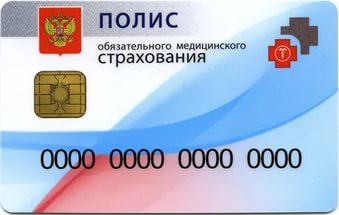 ПОЛИС
обязательного медицинского
страхования
0000 0000 0000 0000